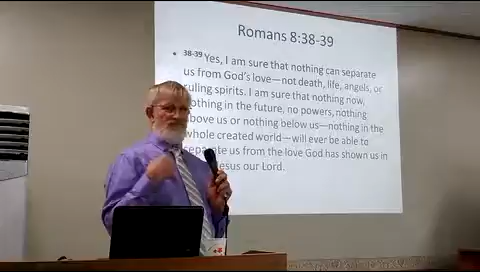 Romans 8:38-39
• 38-39 Yes, I am sure that nothing can separate
us from God's love—not death, life, angels, or
ruling spirits. I am sure that nothing now,
nothing in the future, no powers, nothing
above us or nothing below us—nothing in the
whole created world—will ever be able to
separate us from the love God has shown us in
Jesus our Lord.